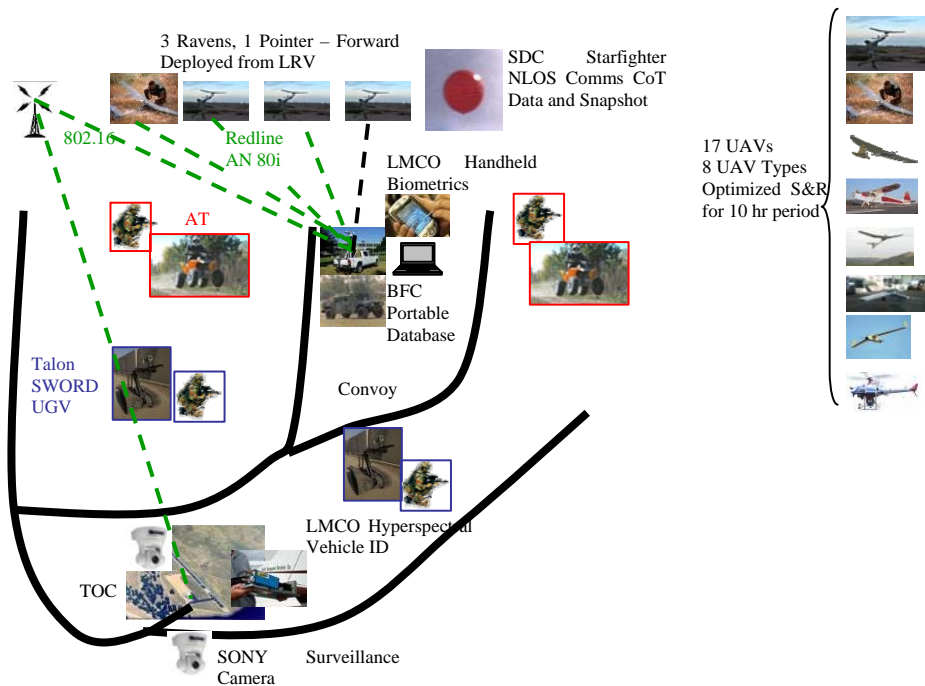 3 Ravens, 1 Pointer – Forward
Deployed from LRV
SDC Starfighter
NLOS Comms CoT
Data and Snapshot
802.16
Redline
AN 80i
17 UAVs
8 UAV Types
Optimized S&R
for 10 hr period
LMCO Handheld
Biometrics
AT
BFC
Portable
Database
Talon
SWORD
UGV
Convoy
LMCO Hyperspectral
Vehicle ID
TOC
SONY Surveillance
Camera